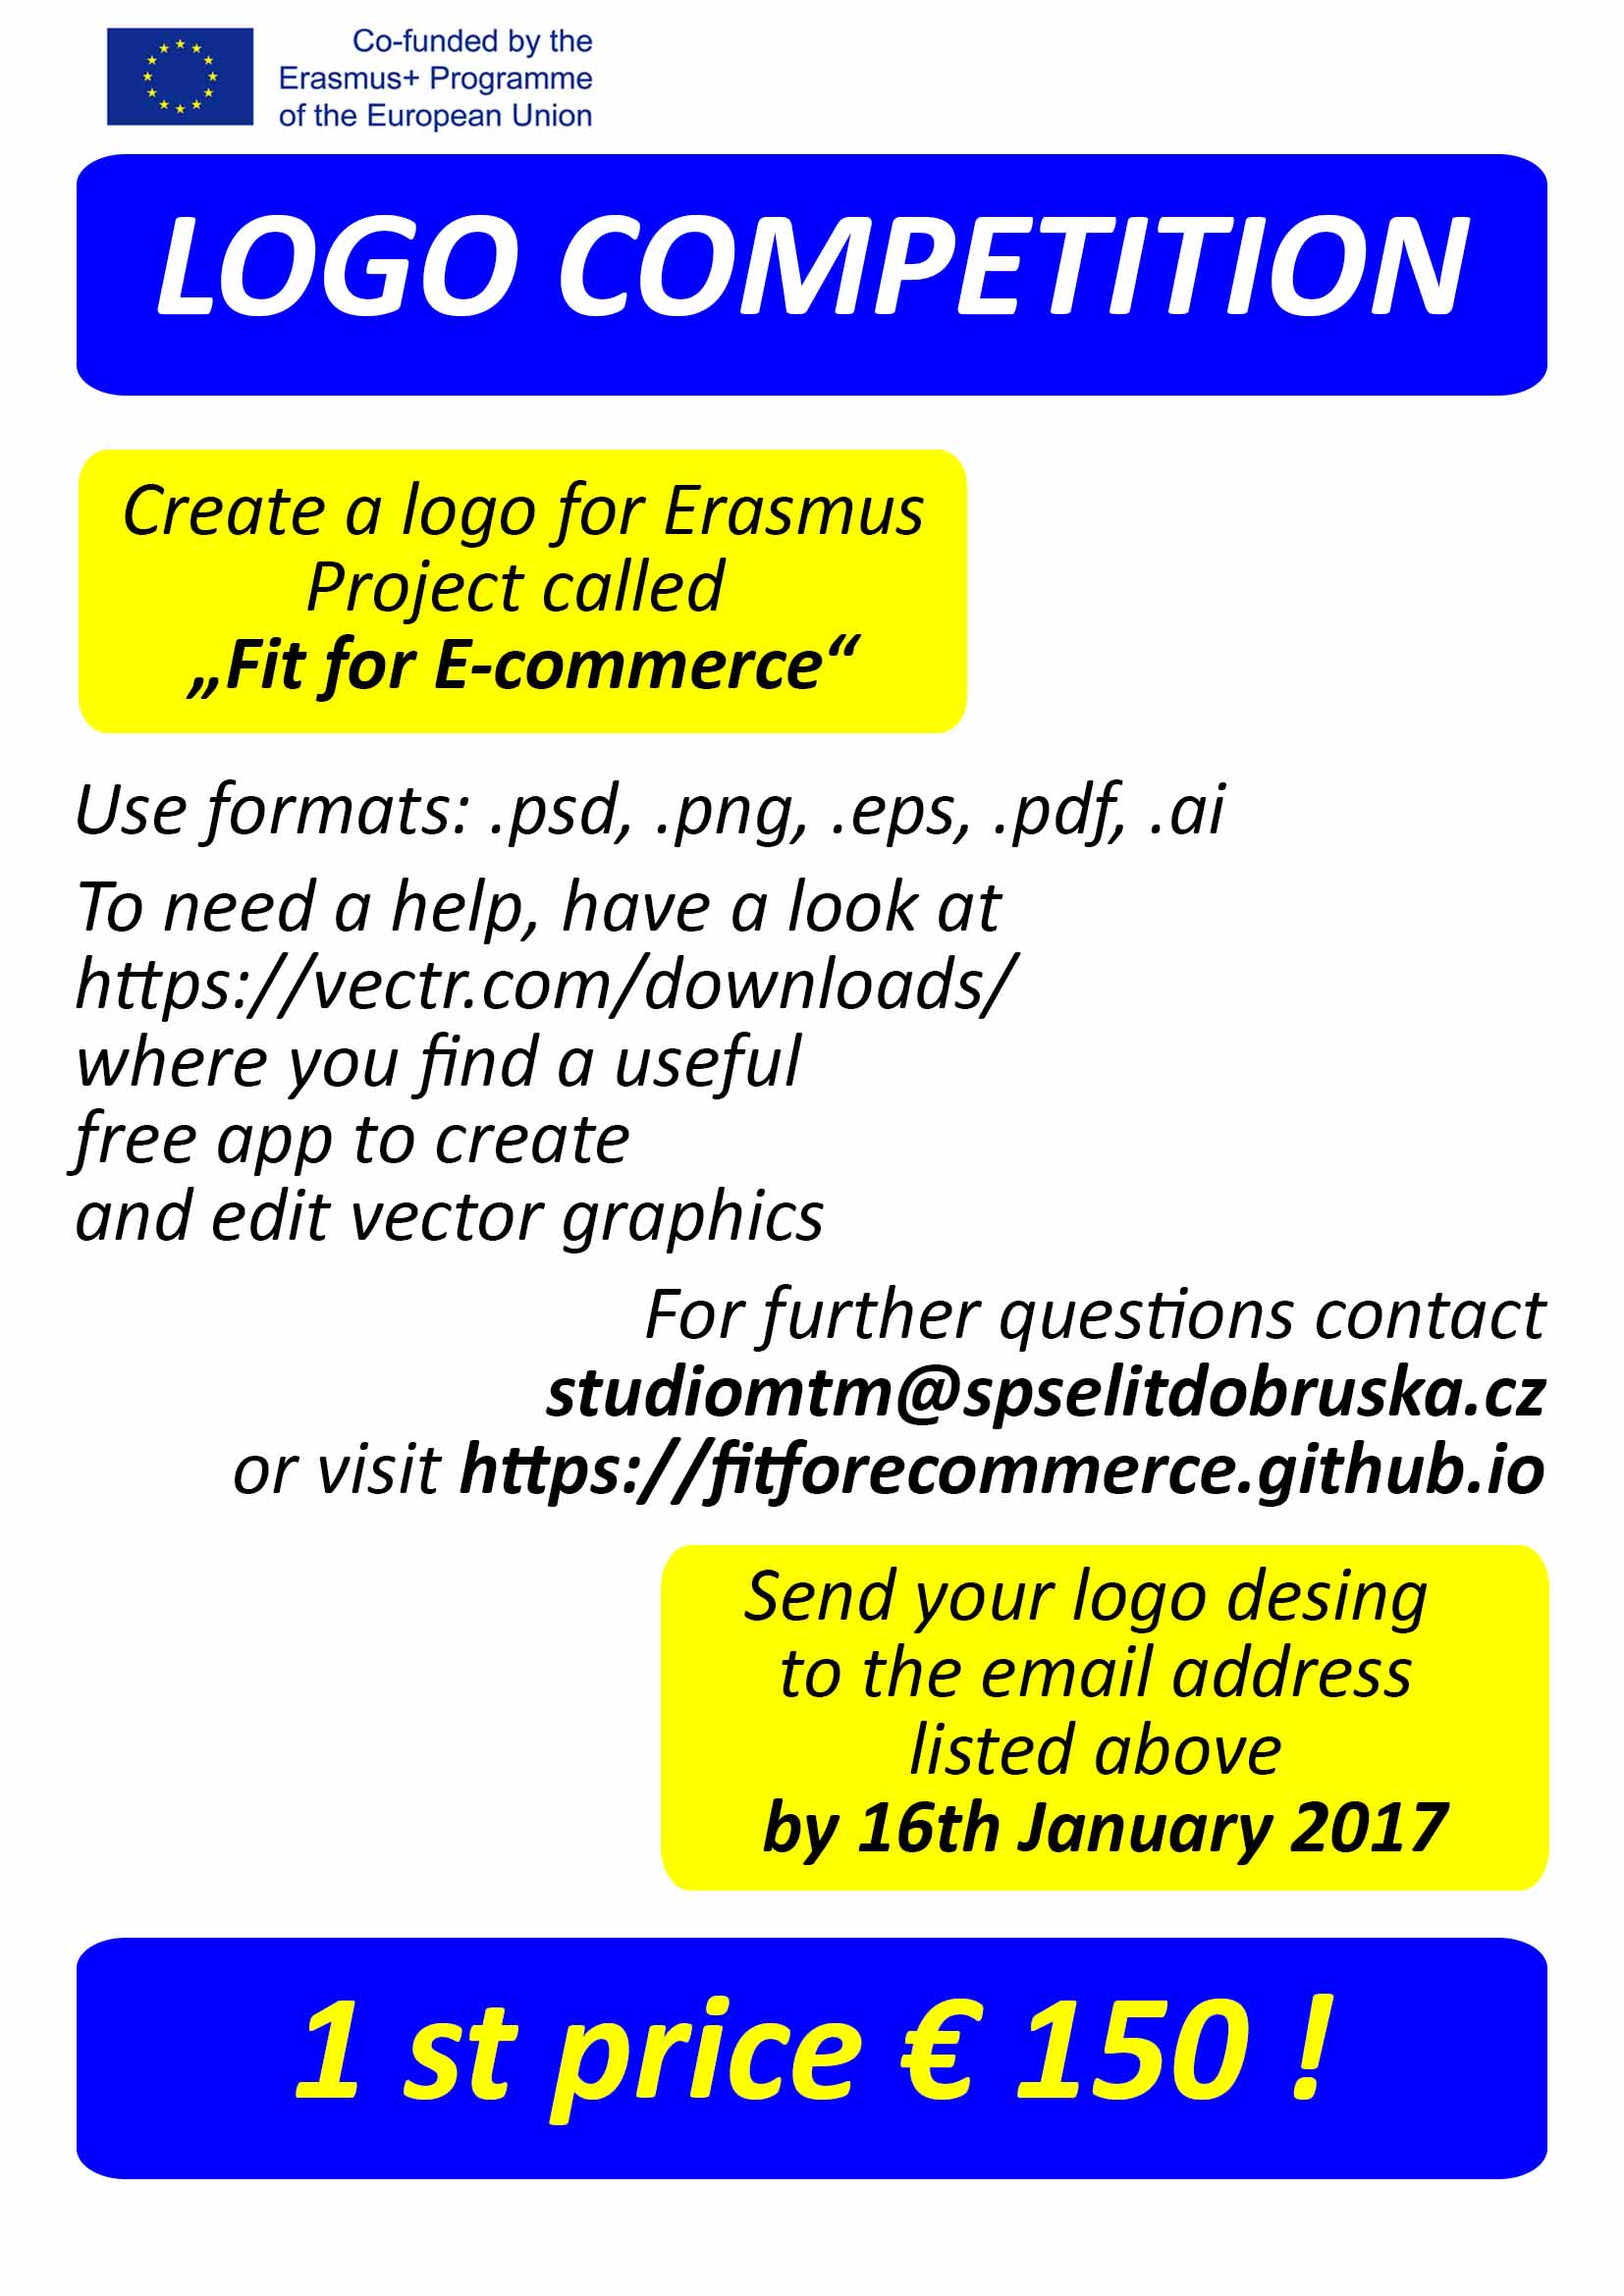 Co-funded by the
Erasmus+ Programme
of the European Union
LOGO COMPETITION
Create a logo for Erasmus
Project called
„Fit for E-commerce“
Use formats: .psd, .png, .eps, .pdf, .ai
To need a help, have a look at
https://vectr.com/downloads/
where you find a useful
free app to create
and edit vector graphics
For further questions contact
studiomtm@spselitdobruska.cz
or visit https://fitforecommerce.github.io
Send your logo desing
to the email address
listed above
by 16th January 2017
1 st price € 150 !